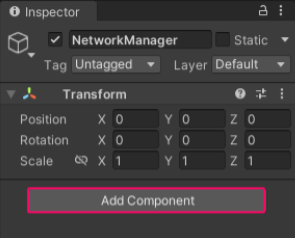 Inspector
NetworkManager Static
Tag Untagged Layer Default
Transform
Position X 0 Y 0 Z 0
Rotation X 0 Y 0 Z 0
Scale X 1 Y 1 Z 1
Add Component